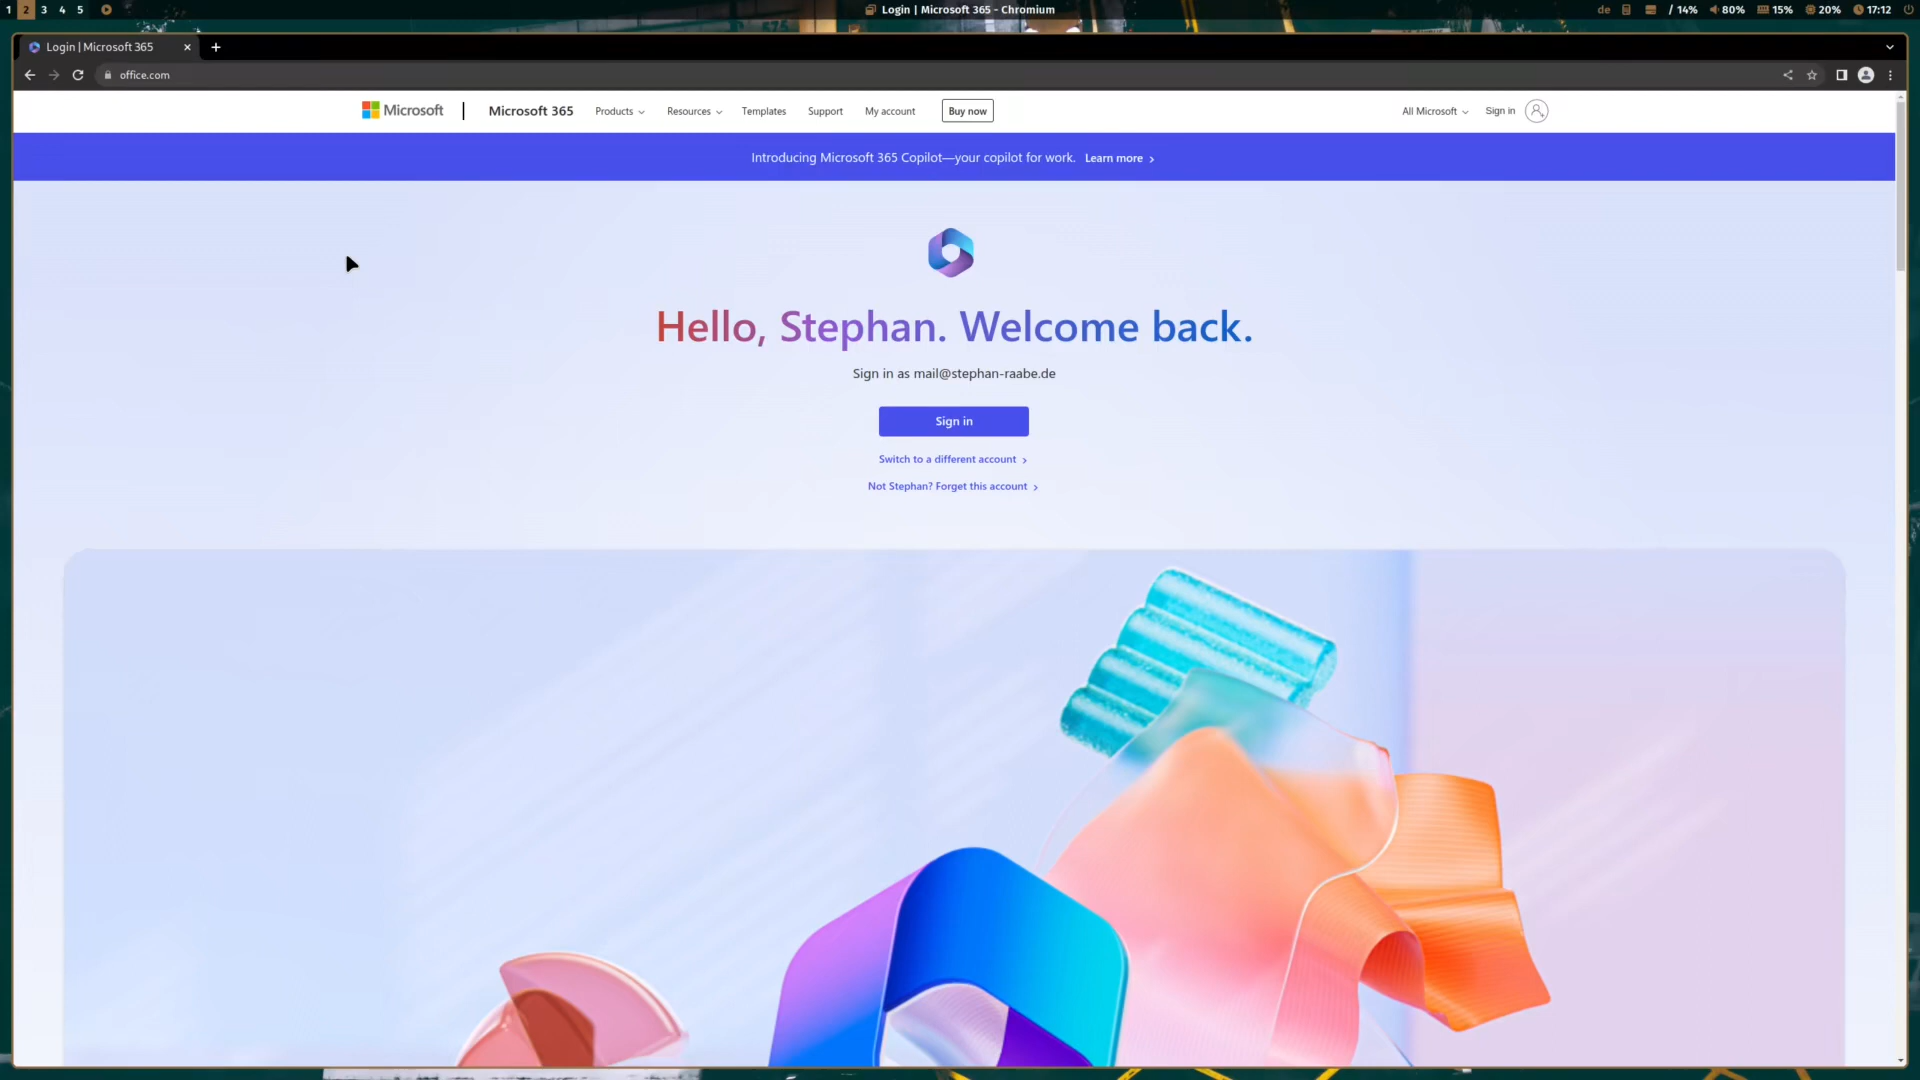 1 2 3 4 5
Login | Microsoft 365 - Chromium
de / 14% 80% 15% 20% 17:12
Login | Microsoft 365
office.com
Microsoft | Microsoft 365 Products Resources Templates Support My account Buy now All Microsoft Sign in
Introducing Microsoft 365 Copilot—your copilot for work. Learn more
Hello, Stephan. Welcome back.
Sign in as mail@stephan-raabe.de
Sign in
Switch to a different account
Not Stephan? Forget this account